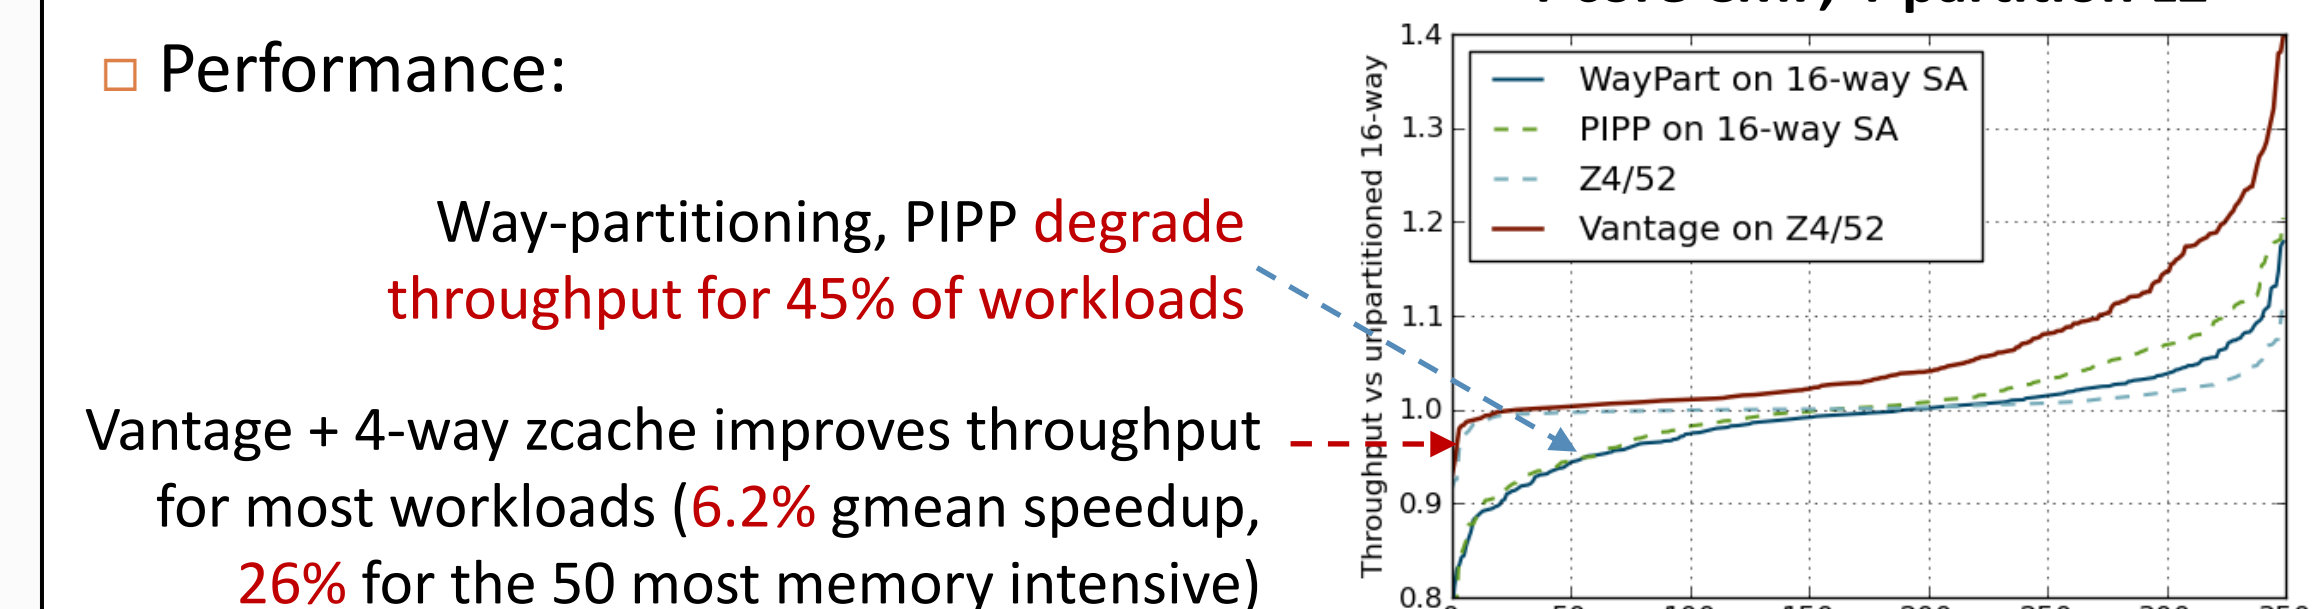 Performance:
Way-partitioning, PIPP degrade
throughput for 45% of workloads
Vantage + 4-way zcache improves throughput
for most workloads (6.2% gmean speedup,
26% for the 50 most memory intensive)
Throughput vs unpartitioned 16-way
1.4
1.3
1.2
1.1
1.0
0.9
0.8
WayPart on 16-way SA
PIPP on 16-way SA
Z4/52
Vantage on Z4/52